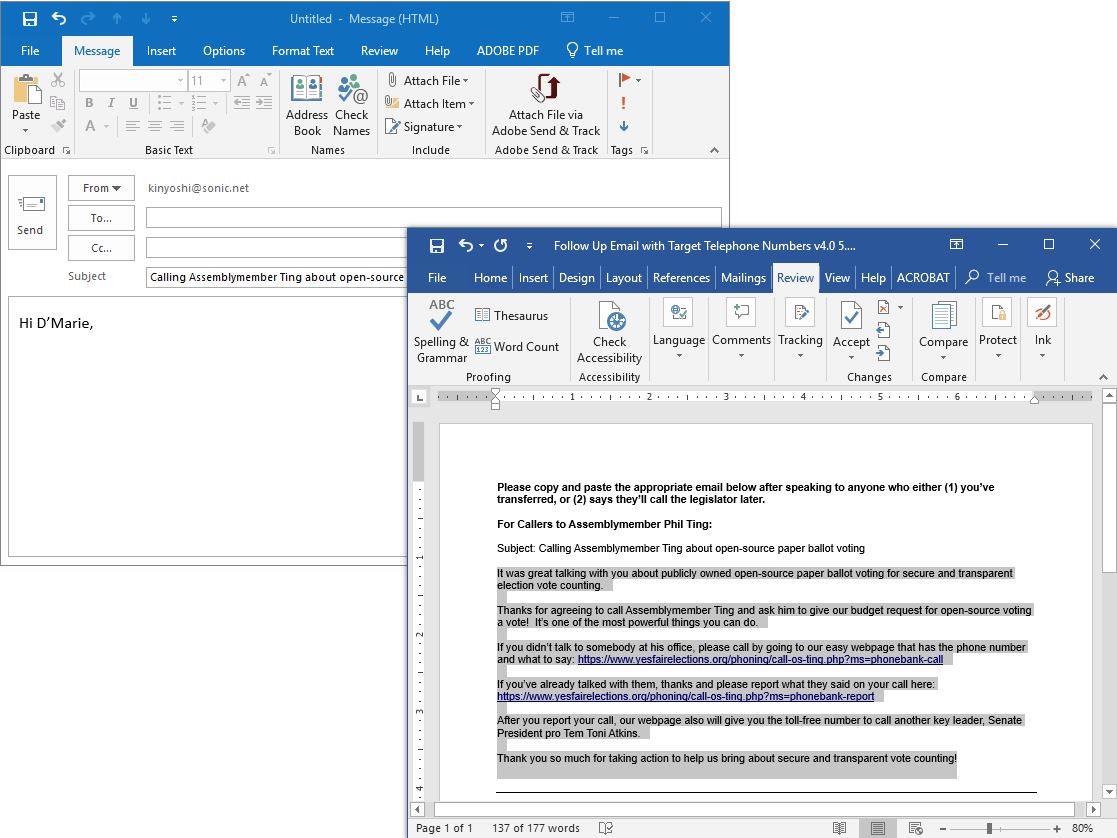 Untitled - Message (HTML)
File Message Insert Options Format Text Review Help ADOBE PDF Tell me
11 A A
Paste
B I U
A
Address Book
Check Names
Attach File
Attach Item
Signature
Attach File via Adobe Send & Track
Clipboard Basic Text Names Include Adobe Send & Track Tags
Send
From kinyoshi@sonic.net
To...
Cc...
Subject Calling Assemblymember Ting about open-source
Hi D’Marie,
Follow Up Email with Target Telephone Numbers v4.0 5....
File Home Insert Design Layout References Mailings Review View Help ACROBAT Tell me Share
ABC
Spelling & Grammar
Thesaurus
ABC 123 Word Count
Check Accessibility
Language
Comments
Tracking
Accept
Compare
Protect
Ink
Proofing Accessibility Changes Compare
L 1 2 3 4 5 6
Please copy and paste the appropriate email below after speaking to anyone who either (1) you’ve
transferred, or (2) says they’ll call the legislator later.
For Callers to Assemblymember Phil Ting:
Subject: Calling Assemblymember Ting about open-source paper ballot voting
It was great talking with you about publicly owned open-source paper ballot voting for secure and transparent
election vote counting.
Thanks for agreeing to call Assemblymember Ting and ask him to give our budget request for open-source voting
a vote! It’s one of the most powerful things you can do.
If you didn’t talk to somebody at his office, please call by going to our easy webpage that has the phone number
and what to say: https://www.yesfairelections.org/phoning/call-os-ting.php?ms=phonebank-call
If you’ve already talked with them, thanks and please report what they said on your call here:
https://www.yesfairelections.org/phoning/call-os-ting.php?ms=phonebank-report
After you report your call, our webpage also will give you the toll-free number to call another key leader, Senate
President pro Tem Toni Atkins.
Thank you so much for taking action to help us bring about secure and transparent vote counting!
1
2
3
4
Page 1 of 1 137 of 177 words 80%